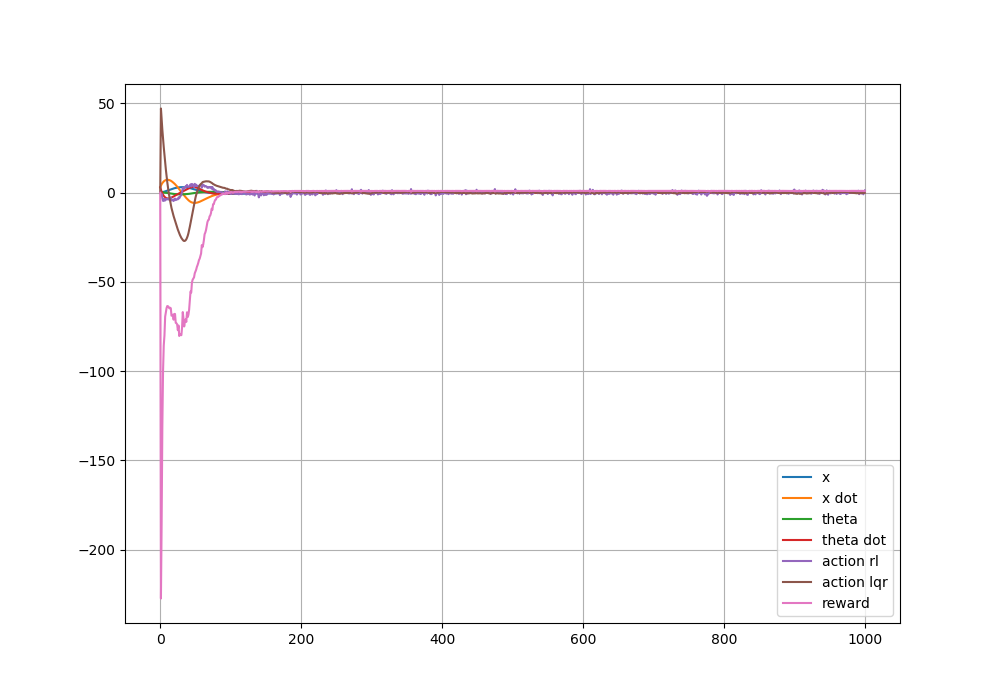 50
0
−50
−100
−150
−200
0 200 400 600 800 1000
x
x dot
theta
theta dot
action rl
action lqr
reward